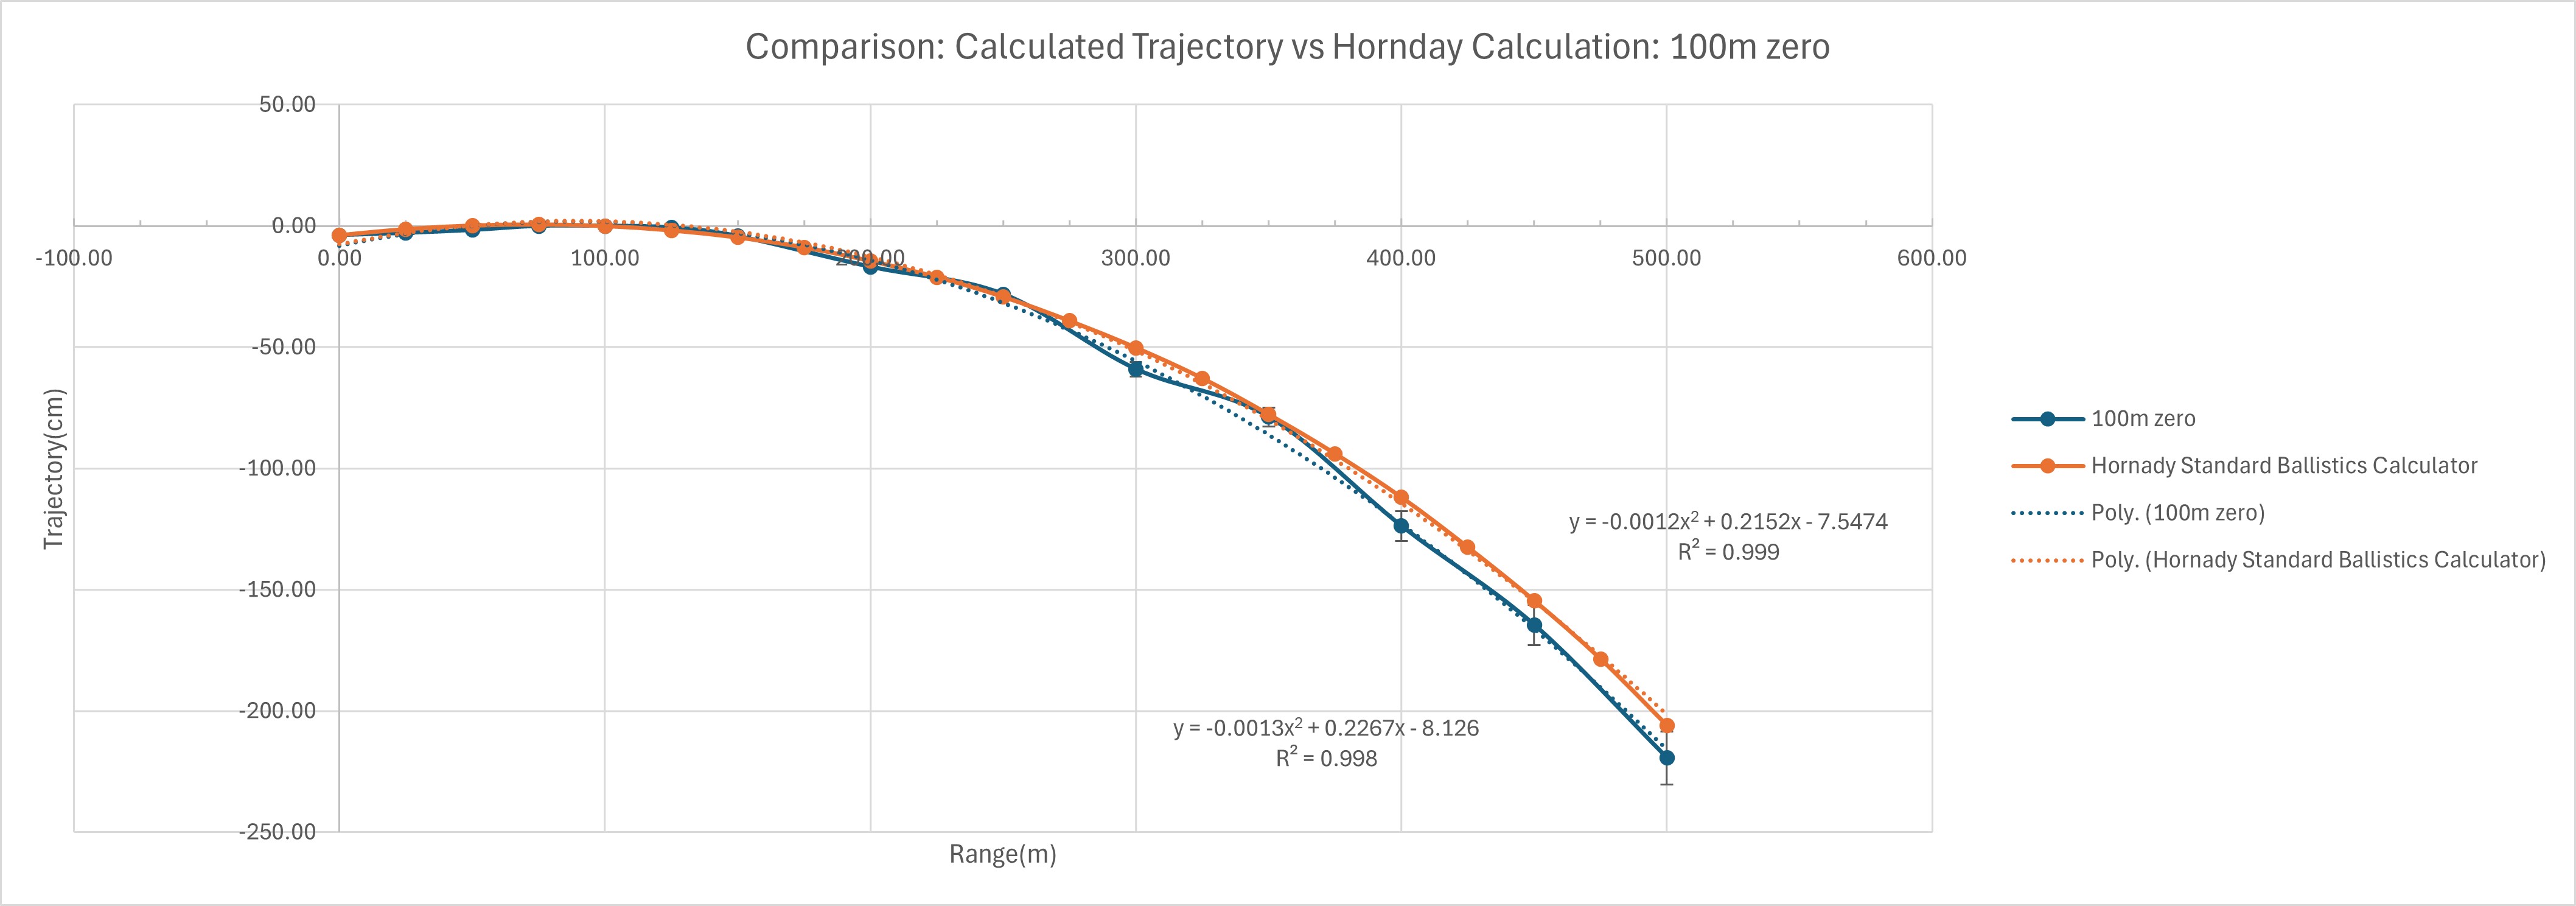 Comparison: Calculated Trajectory vs Hornday Calculation: 100m zero
50.00
0.00
-50.00
-100.00
-150.00
-200.00
-250.00
-100.00 0.00 100.00 200.00 300.00 400.00 500.00 600.00
Trajectory(cm)
Range(m)
y = -0.0012x² + 0.2152x - 7.5474
R² = 0.999
y = -0.0013x² + 0.2267x - 8.126
R² = 0.998
100m zero
Hornady Standard Ballistics Calculator
Poly. (100m zero)
Poly. (Hornady Standard Ballistics Calculator)